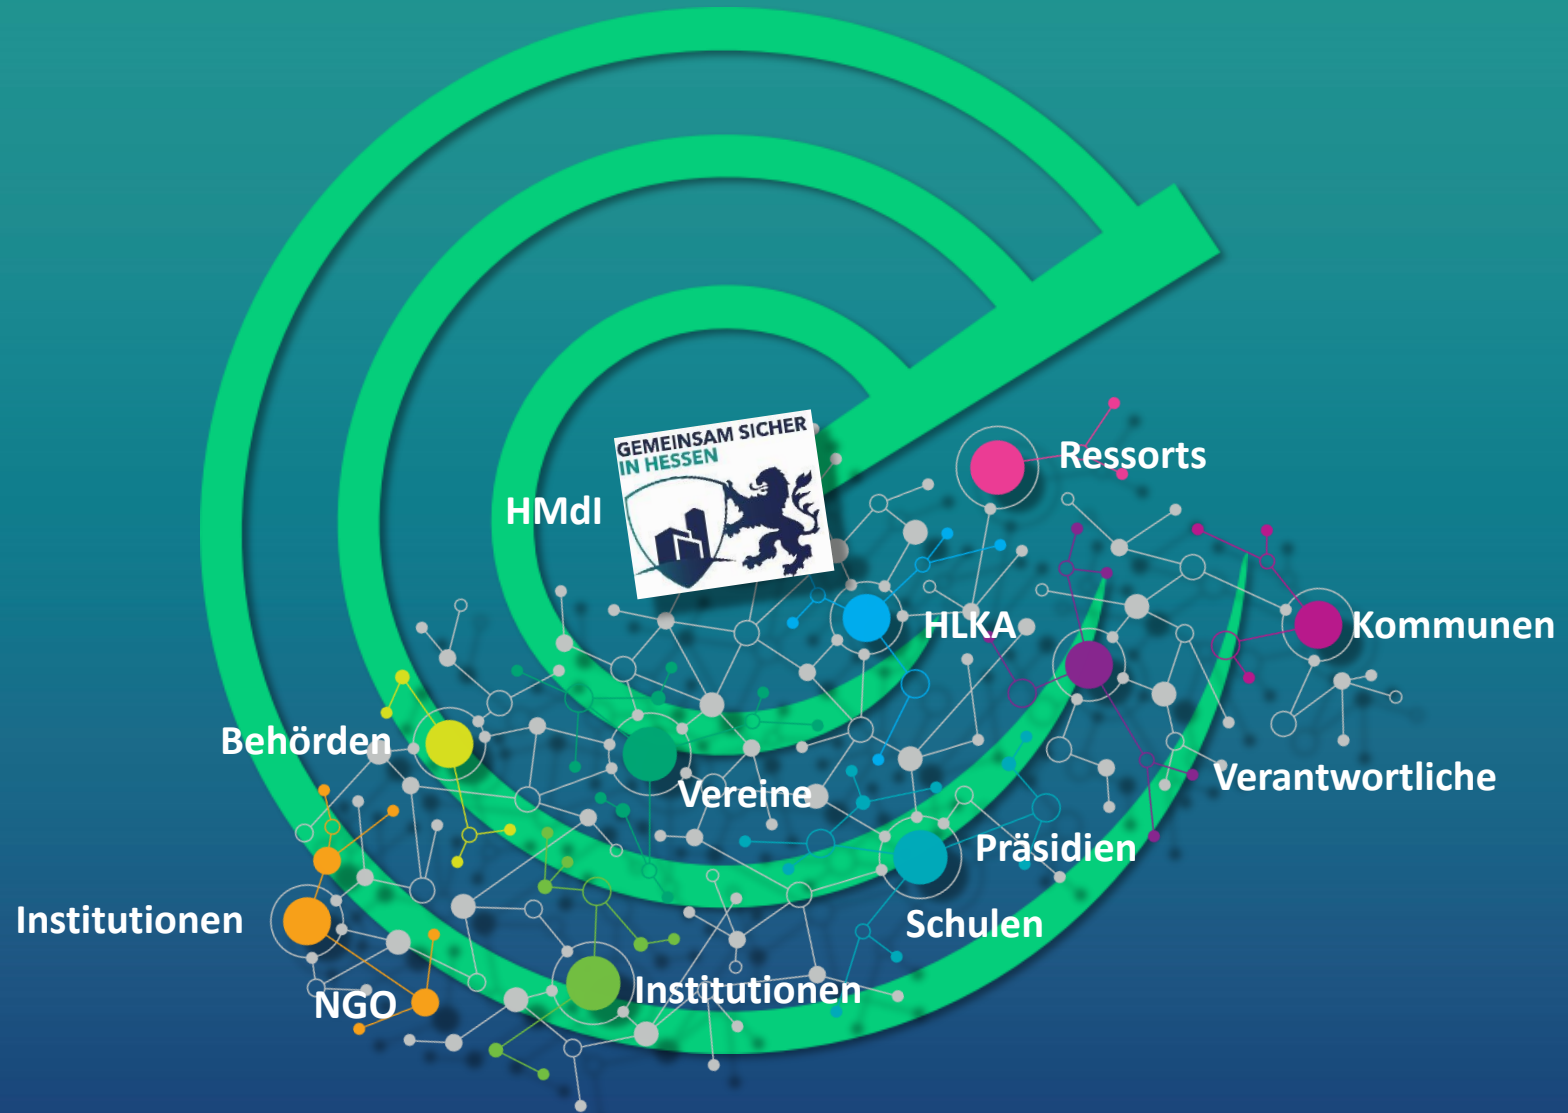 GEMEINSAM SICHER
IN HESSEN
Ressorts
HMdI
HLKA
Kommunen
Behörden
Vereine
Verantwortliche
Präsidien
Institutionen
Schulen
NGO
Institutionen